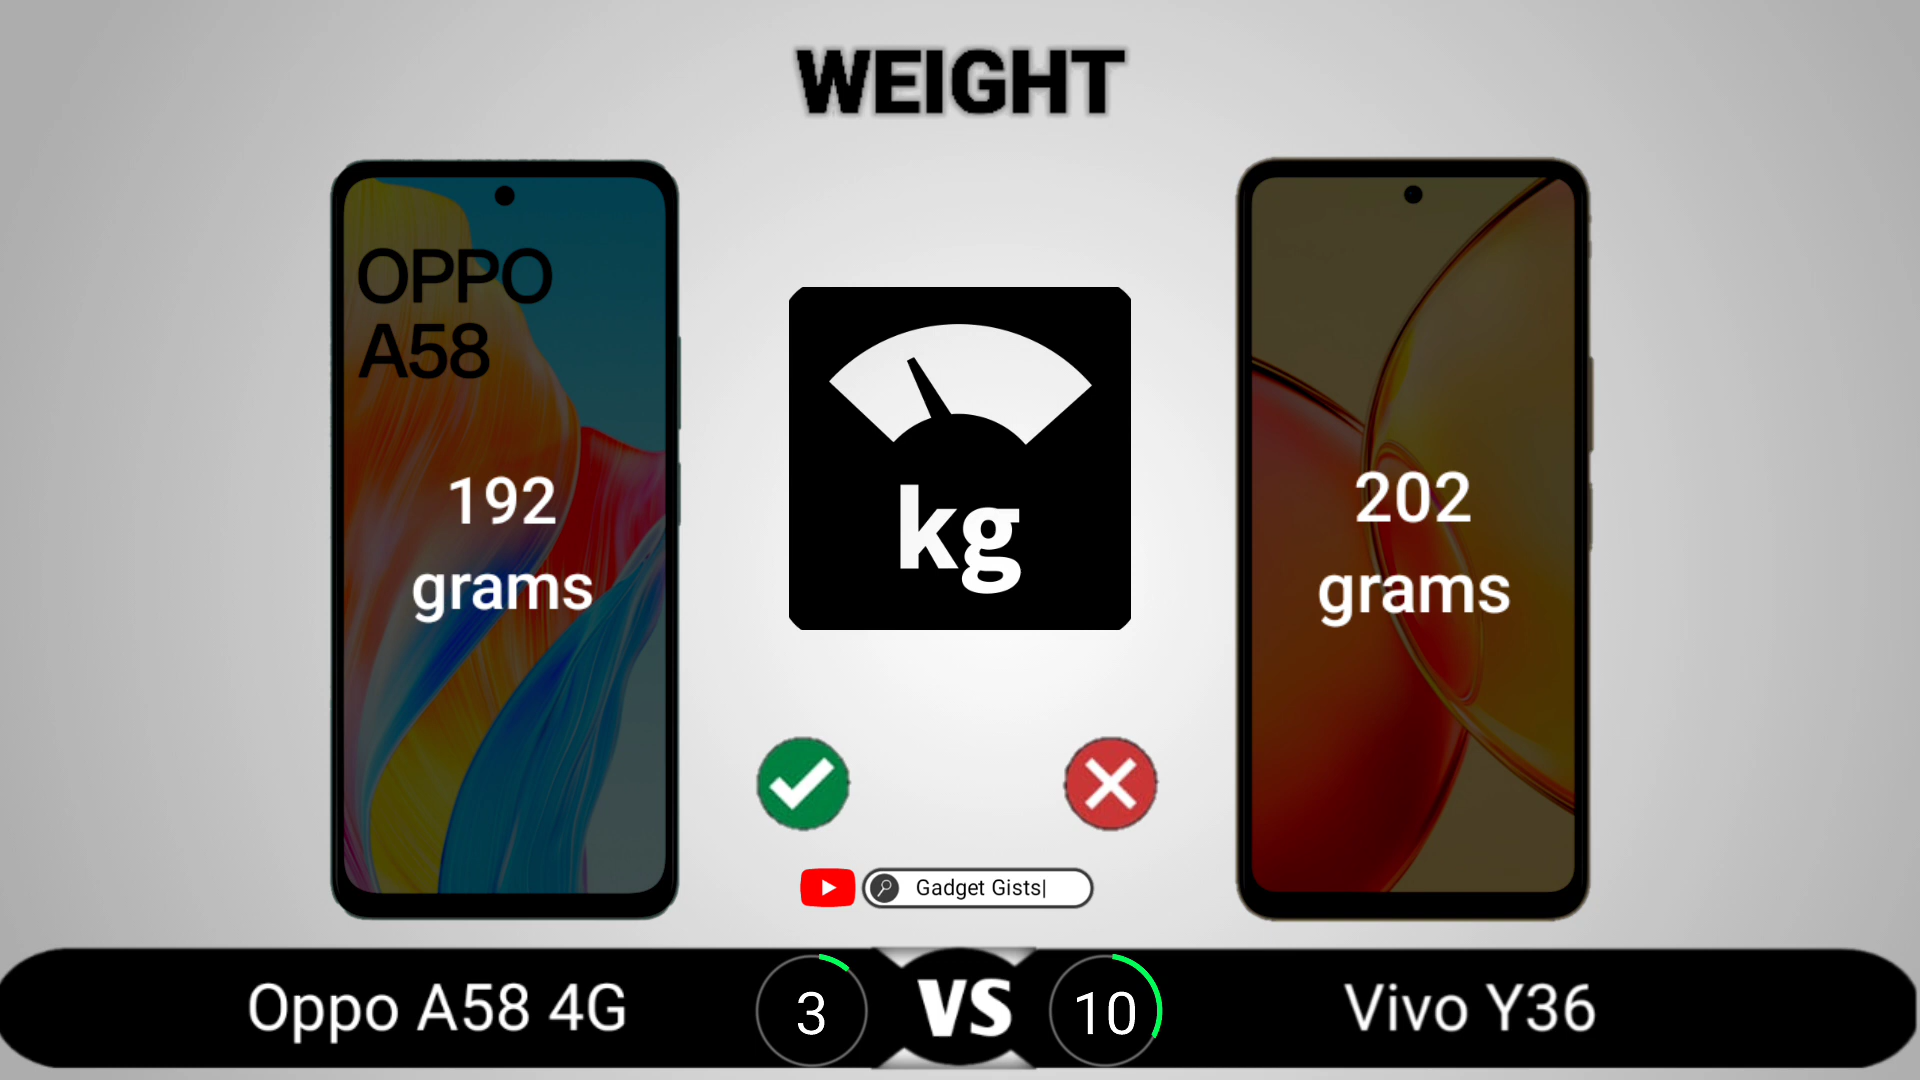 WEIGHT
OPPO
A58
192
grams
kg
202
grams
Gadget Gists|
Oppo A58 4G
3
VS
10
Vivo Y36